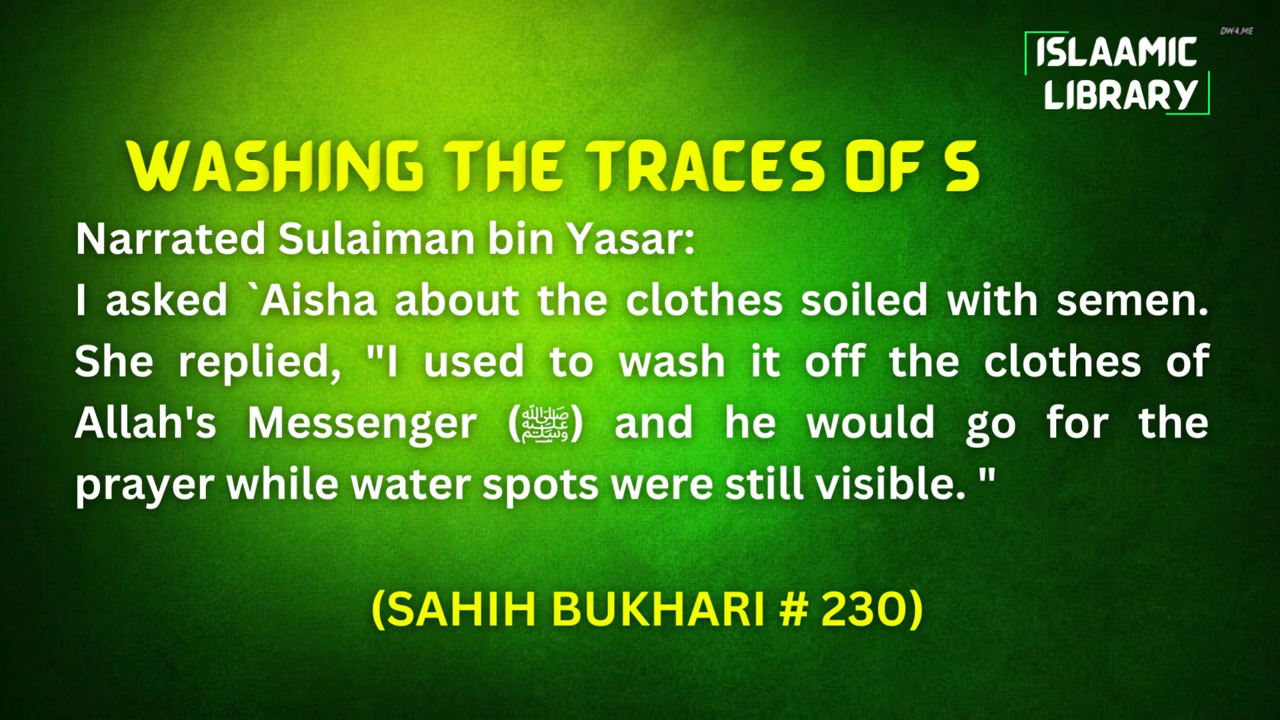 ISLAAMIC
LIBRARY
DW4.ME
WASHING THE TRACES OF S
Narrated Sulaiman bin Yasar:
I asked `Aisha about the clothes soiled with semen.
She replied, "I used to wash it off the clothes of
Allah's Messenger (ﷺ) and he would go for the
prayer while water spots were still visible. "
(SAHIH BUKHARI # 230)